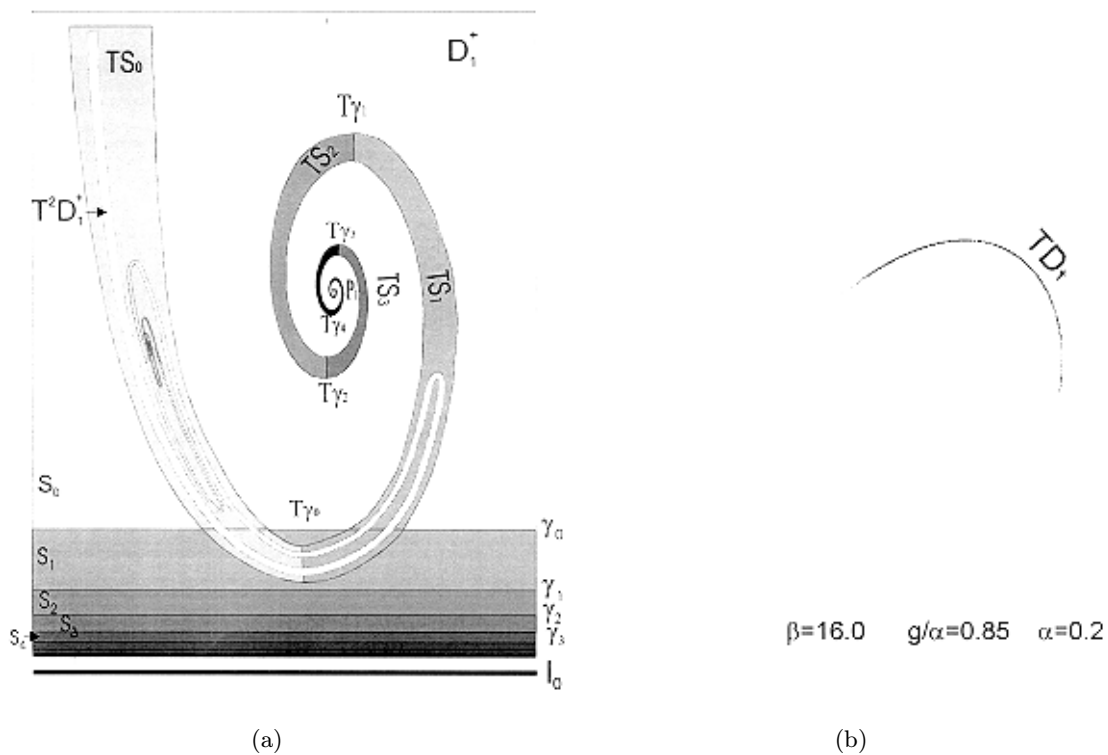 TS₀
D₁⁺
Tγ₁
TS₂
T²D₁⁺
Tγ₃
TS₃
TS₁
P₁
Tγ₄
Tγ₂
TD₁
S₀
Tγ₀
γ₀
S₁
γ₁
S₂
γ₂
S₃
γ₃
S₄
l₀
β=16.0 g/α=0.85 α=0.2
(a)
(b)